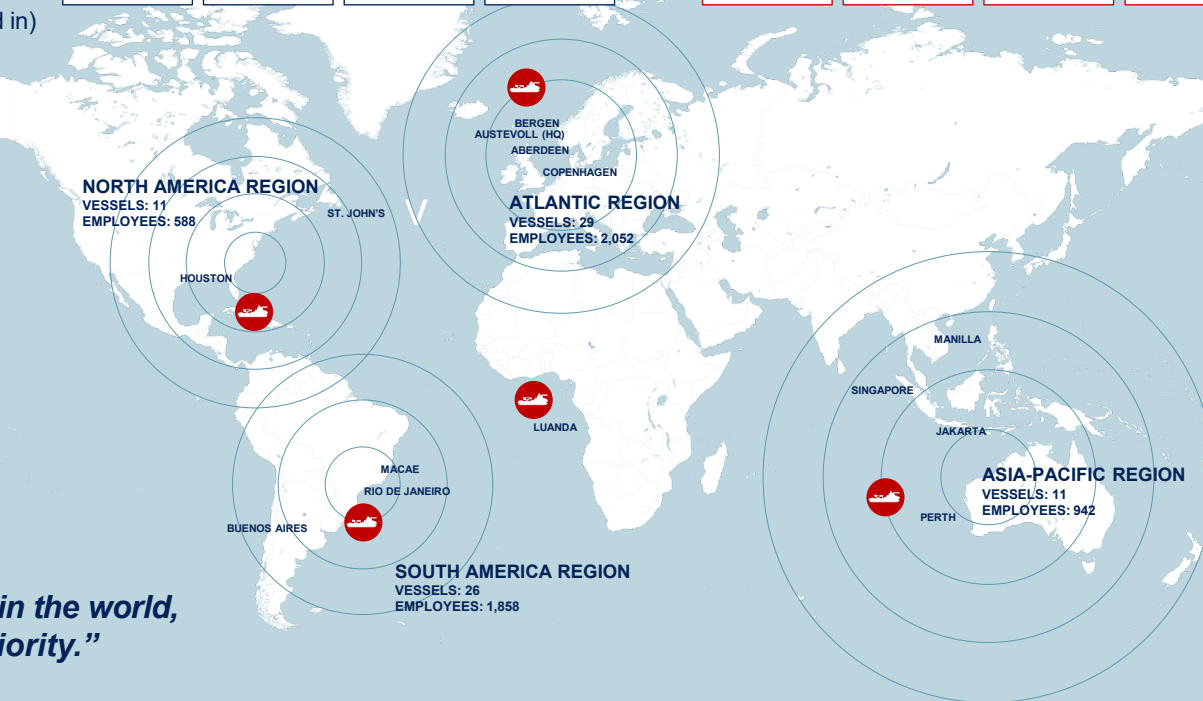 d in)
BERGEN
AUSTEVOLL (HQ)
ABERDEEN
COPENHAGEN
NORTH AMERICA REGION
VESSELS: 11
EMPLOYEES: 588
ST. JOHN'S
V
ATLANTIC REGION
VESSELS: 29
EMPLOYEES: 2,052
HOUSTON
MANILLA
SINGAPORE
LUANDA
JAKARTA
MACAE
RIO DE JANEIRO
ASIA-PACIFIC REGION
VESSELS: 11
EMPLOYEES: 942
PERTH
BUENOS AIRES
SOUTH AMERICA REGION
VESSELS: 26
EMPLOYEES: 1,858
in the world,
iority.”